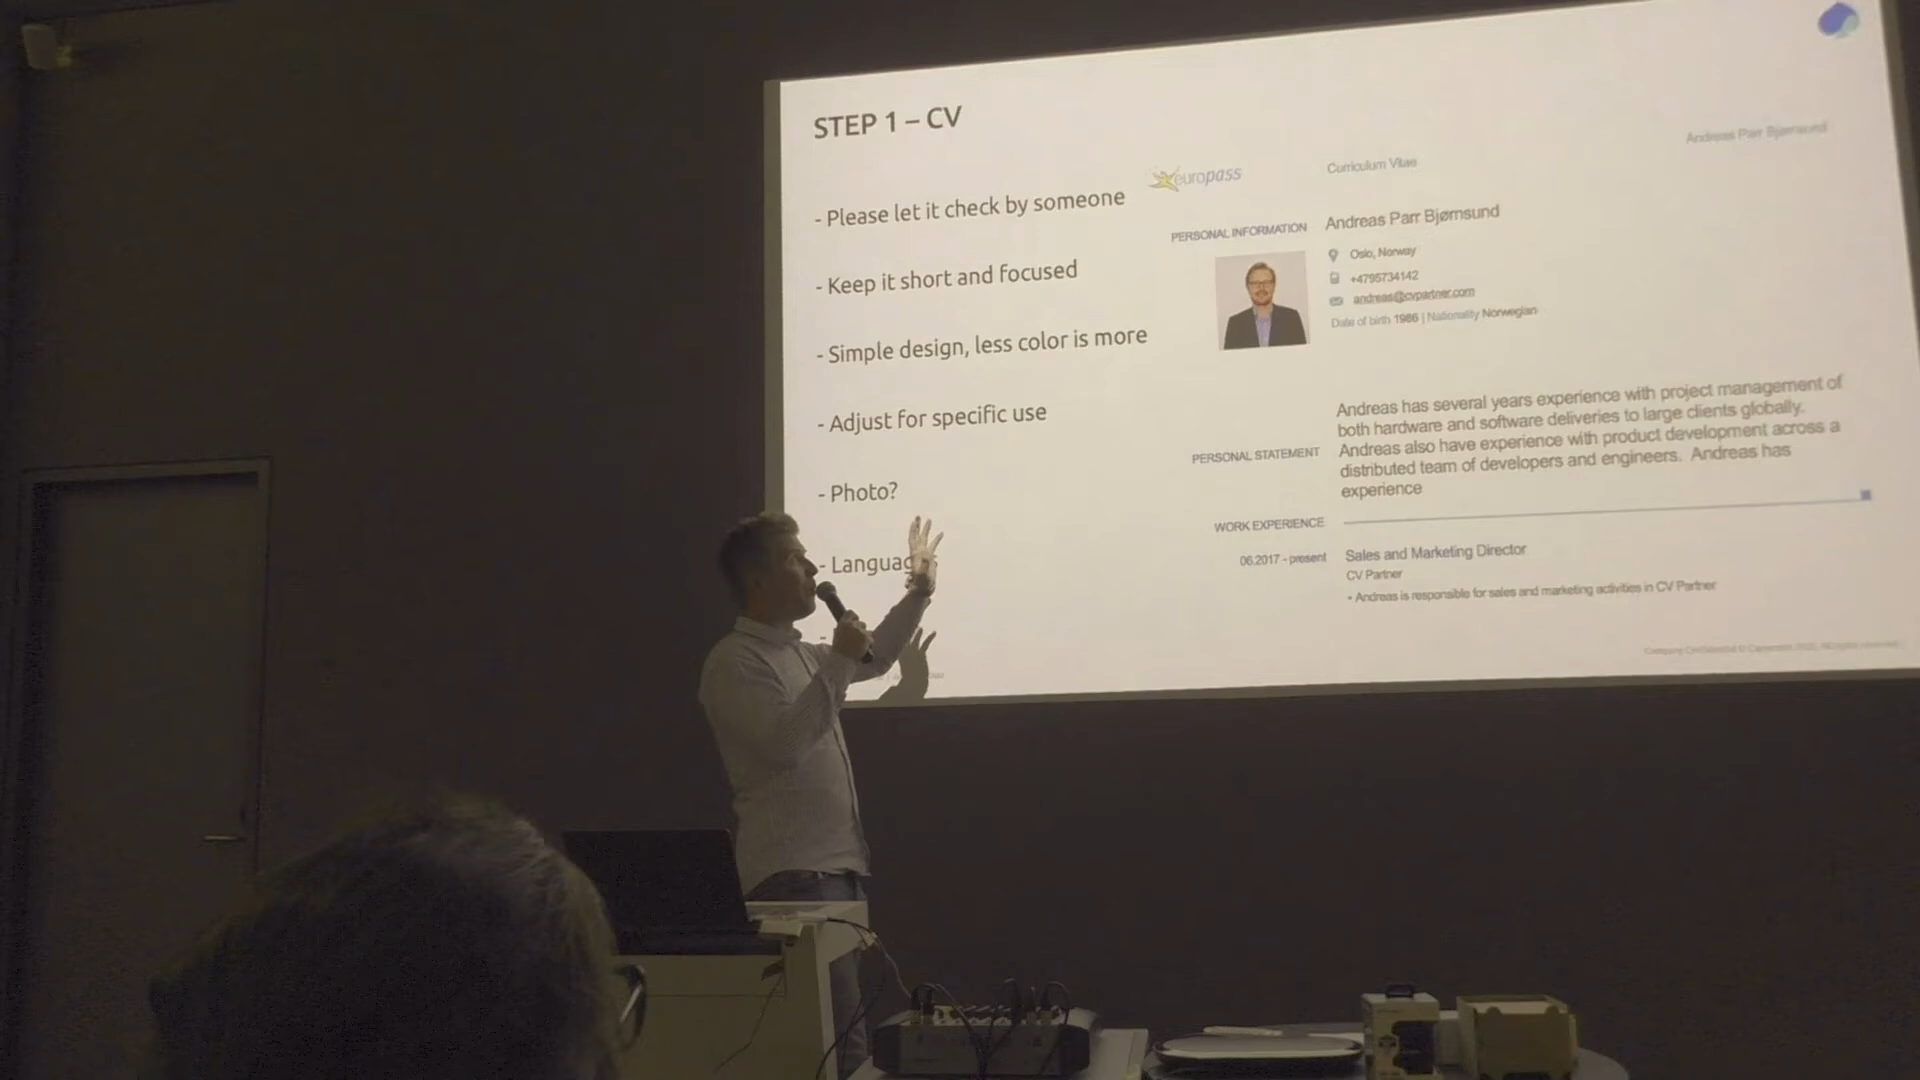 STEP 1 – CV
- Please let it check by someone
- Keep it short and focused
- Simple design, less color is more
- Adjust for specific use
- Photo?
- Languag
-
europass
Curriculum Vitae
Andreas Parr Bjørnsund
PERSONAL INFORMATION
Andreas Parr Bjørnsund
Oslo, Norway
+4795734142
andreas@cvpartner.com
Date of birth 1986 | Nationality Norwegian
PERSONAL STATEMENT
Andreas has several years experience with project management of
both hardware and software deliveries to large clients globally.
Andreas also have experience with product development across a
distributed team of developers and engineers. Andreas has
experience
WORK EXPERIENCE
06.2017 - present
Sales and Marketing Director
CV Partner
• Andreas is responsible for sales and marketing activities in CV Partner